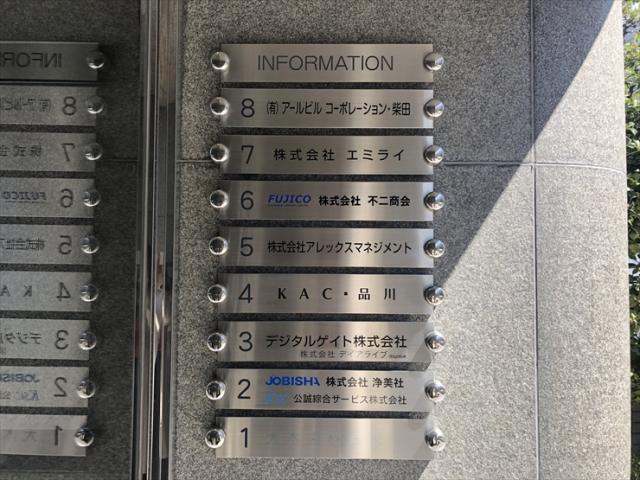 INFORMATION
8 (有) アールビル コーポレーション・柴田
7 株式会社 エミライ
6 FUJICO 株式会社 不二商会
5 株式会社アレックスマネジメント
4 KAC・品川
3 デジタルゲイト株式会社
株式会社 デイアライブ
2 JOBISHA 株式会社 浄美社
公誠綜合サービス株式会社
1